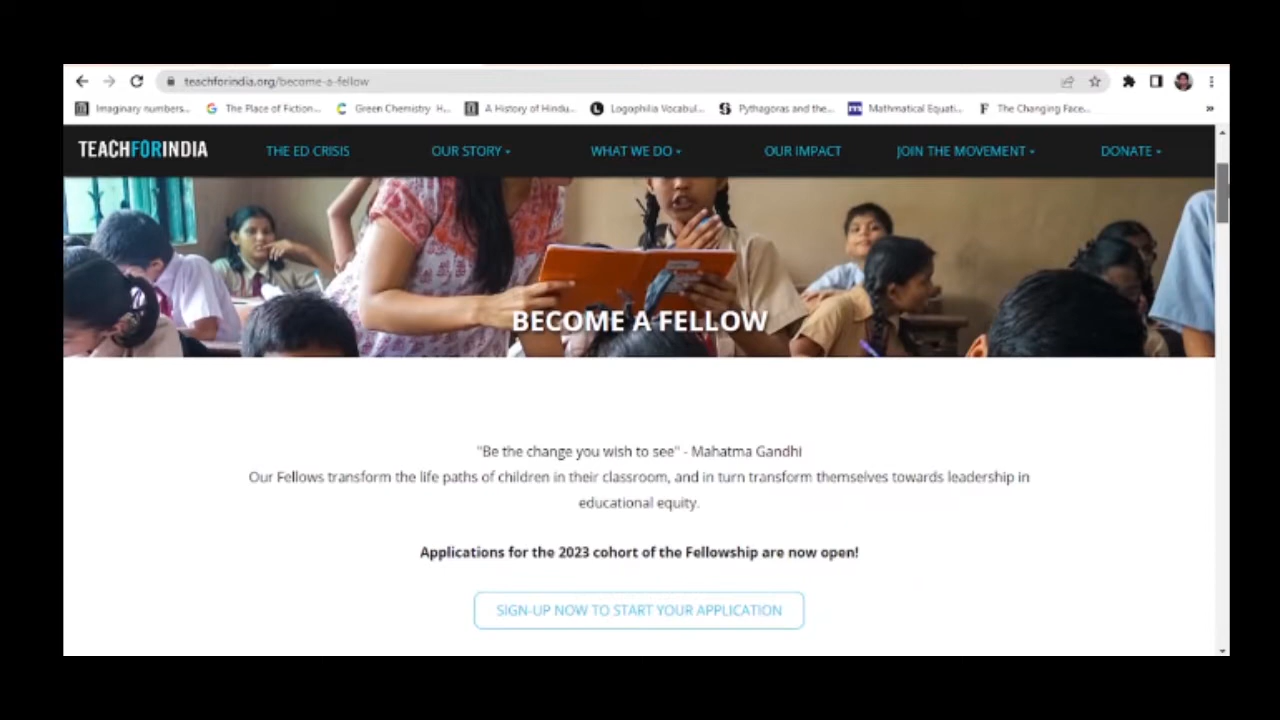 teachforindia.org/become-a-fellow
Imaginary numbers... The Place of Fiction... Green Chemistry H... A History of Hindu... Logophilia Vocabul... Pythagoras and the... Mathmatical Equati... The Changing Face... »
TEACHFORINDIA THE ED CRISIS OUR STORY WHAT WE DO OUR IMPACT JOIN THE MOVEMENT DONATE
BECOME A FELLOW
"Be the change you wish to see" - Mahatma Gandhi
Our Fellows transform the life paths of children in their classroom, and in turn transform themselves towards leadership in
educational equity.
Applications for the 2023 cohort of the Fellowship are now open!
SIGN-UP NOW TO START YOUR APPLICATION